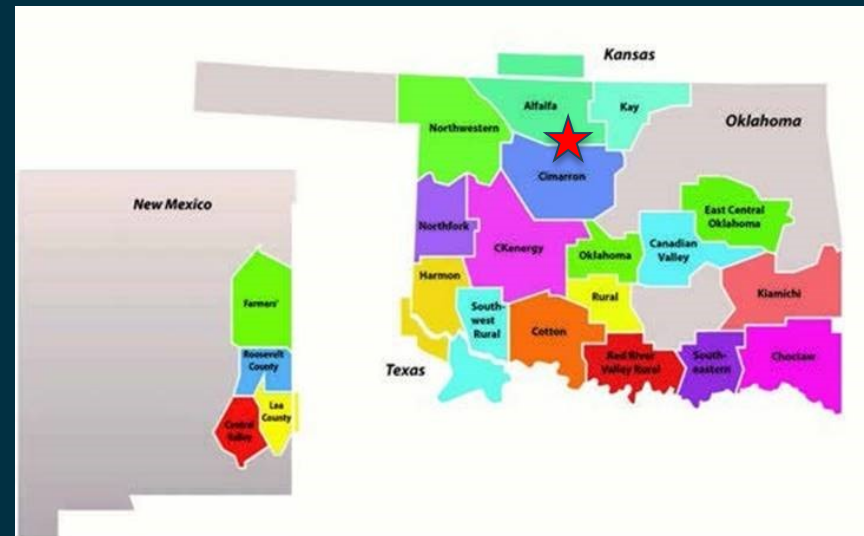 Kansas
Alfalfa
Kay
Oklahoma
Northwestern
Cimarron
New Mexico
Northfork
CKenergy
East Central
Oklahoma
Canadian
Valley
Oklahoma
Harmon
Kiamichi
Farmers'
South-
west
Rural
Rural
Cotton
Roosevelt
County
Texas
Red River
Valley Rural
South-
eastern
Choctaw
Lea
County
Central
Valley